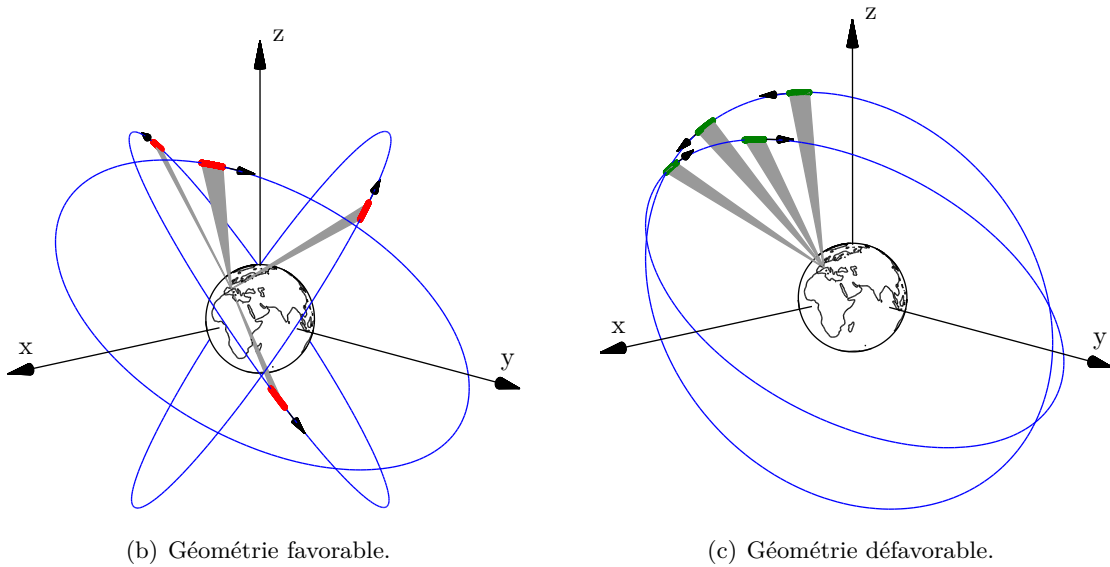 z
x
y
(b) Géométrie favorable.
z
x
y
(c) Géométrie défavorable.